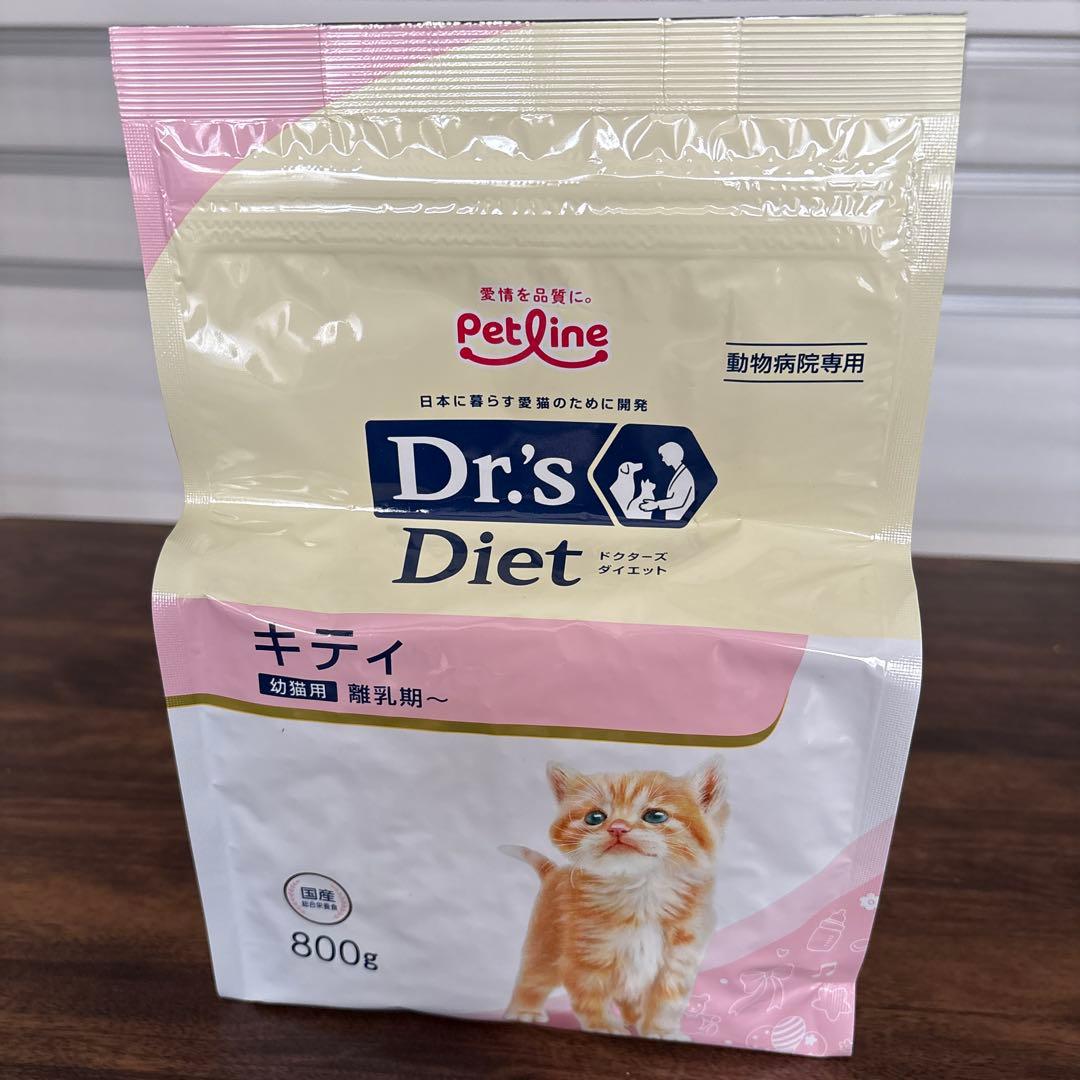 愛情を品質に。
Petline
動物病院専用
日本に暮らす愛猫のために開発
Dr.'s
Diet
ドクターズ
ダイエット
キティ
幼猫用 離乳期～
国産
総合栄養食
800g